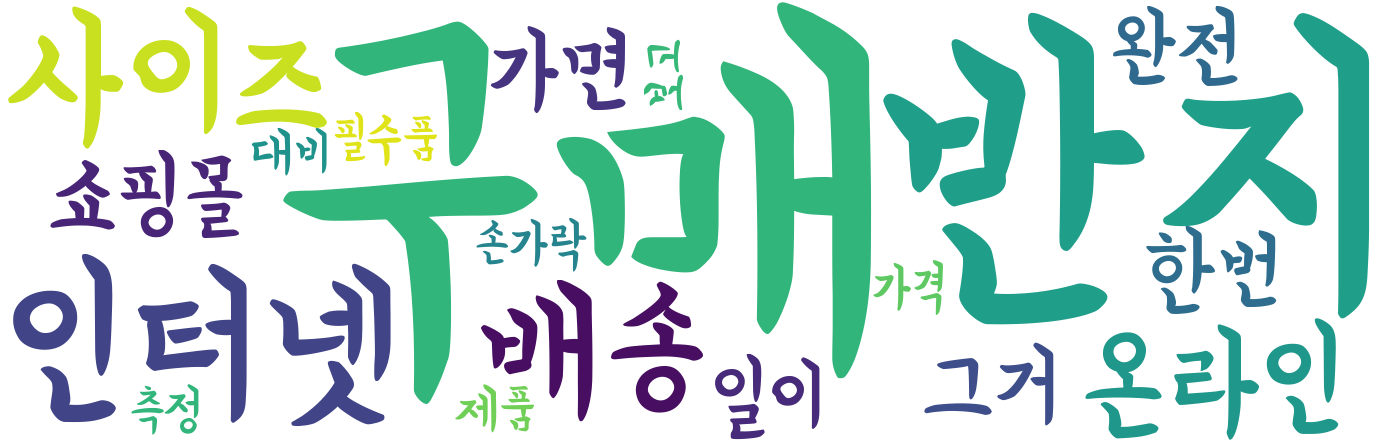 사이즈
구매
가면
반지
완전
대비
필수품
쇼핑몰
손가락
한번
인터넷
배송
가격
일이
그거
온라인
측정
제품